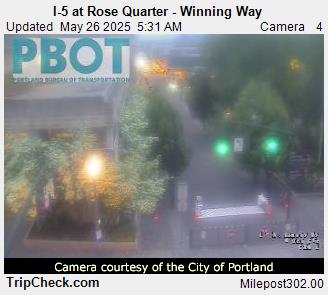 I-5 at Rose Quarter - Winning Way
Updated May 26 2025 5:31 AM Camera 4
PBOT
PORTLAND BUREAU OF TRANSPORTATION
Camera courtesy of the City of Portland
TripCheck.com Milepost302.00